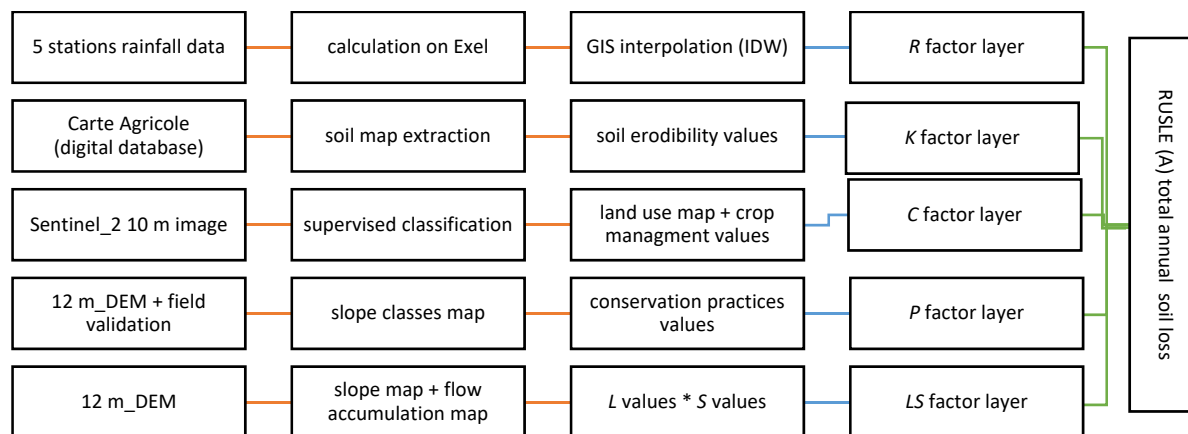 5 stations rainfall data
calculation on Exel
GIS interpolation (IDW)
R factor layer
Carte Agricole
(digital database)
soil map extraction
soil erodibility values
K factor layer
Sentinel_2 10 m image
supervised classification
land use map + crop
managment values
C factor layer
12 m_DEM + field
validation
slope classes map
conservation practices
values
P factor layer
12 m_DEM
slope map + flow
accumulation map
L values * S values
LS factor layer
RUSLE (A) total annual soil loss